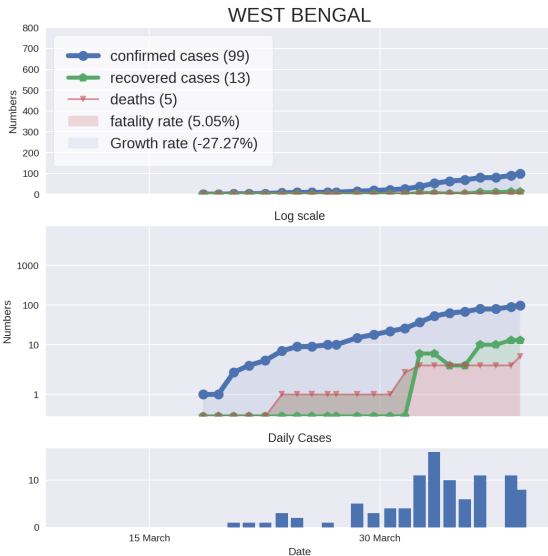 WEST BENGAL
800
700
600
500
400
300
200
100
0
Numbers
confirmed cases (99)
recovered cases (13)
deaths (5)
fatality rate (5.05%)
Growth rate (-27.27%)
Log scale
1000
100
10
1
Numbers
Daily Cases
10
0
15 March
30 March
Date